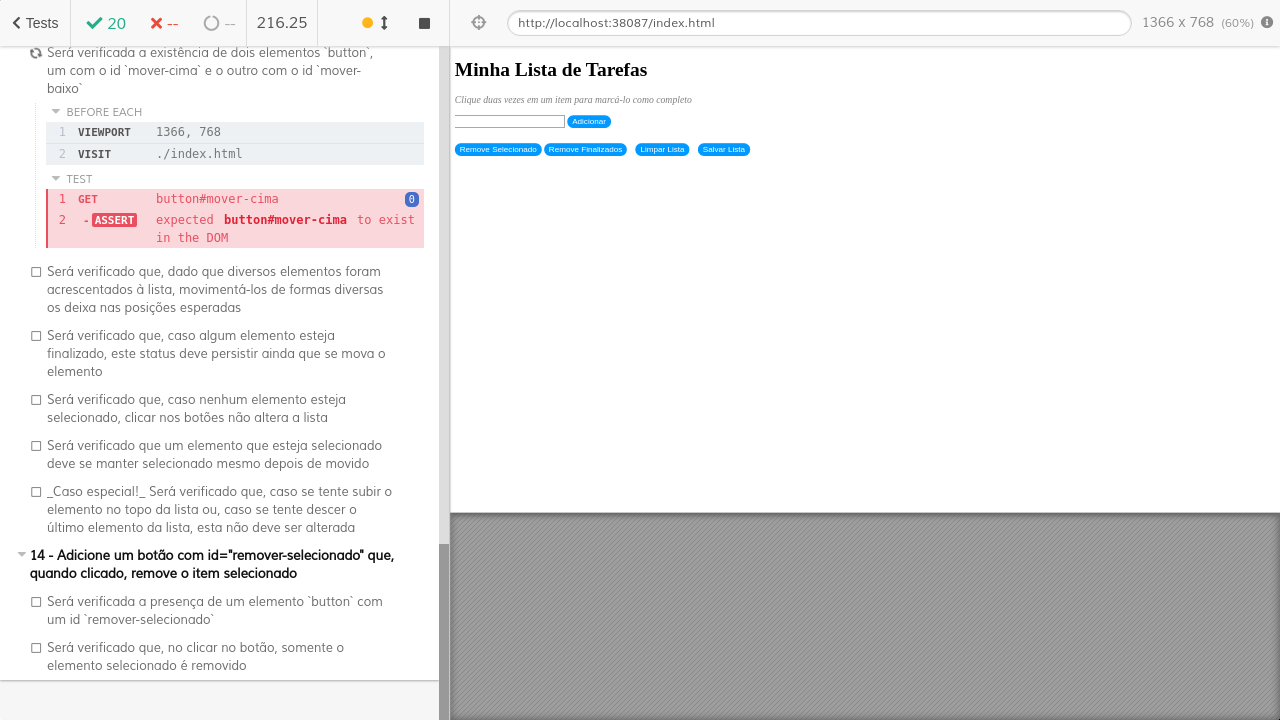 Tests
20
--
--
216.25
http://localhost:38087/index.html
1366 x 768 (60%)
Será verificada a existência de dois elementos `button`,
um com o id `mover-cima` e o outro com o id `mover-
baixo`
BEFORE EACH
1 VIEWPORT 1366, 768
2 VISIT ./index.html
TEST
1 GET button#mover-cima 0
2 -ASSERT expected button#mover-cima to exist
in the DOM
Será verificado que, dado que diversos elementos foram
acrescentados à lista, movimentá-los de formas diversas
os deixa nas posições esperadas
Será verificado que, caso algum elemento esteja
finalizado, este status deve persistir ainda que se mova o
elemento
Será verificado que, caso nenhum elemento esteja
selecionado, clicar nos botões não altera a lista
Será verificado que um elemento que esteja selecionado
deve se manter selecionado mesmo depois de movido
_Caso especial!_ Será verificado que, caso se tente subir o
elemento no topo da lista ou, caso se tente descer o
último elemento da lista, esta não deve ser alterada
14 - Adicione um botão com id="remover-selecionado" que,
quando clicado, remove o item selecionado
Será verificada a presença de um elemento `button` com
um id `remover-selecionado`
Será verificado que, no clicar no botão, somente o
elemento selecionado é removido
Minha Lista de Tarefas
Clique duas vezes em um item para marcá-lo como completo
Adicionar
Remove Selecionado Remove Finalizados Limpar Lista Salvar Lista